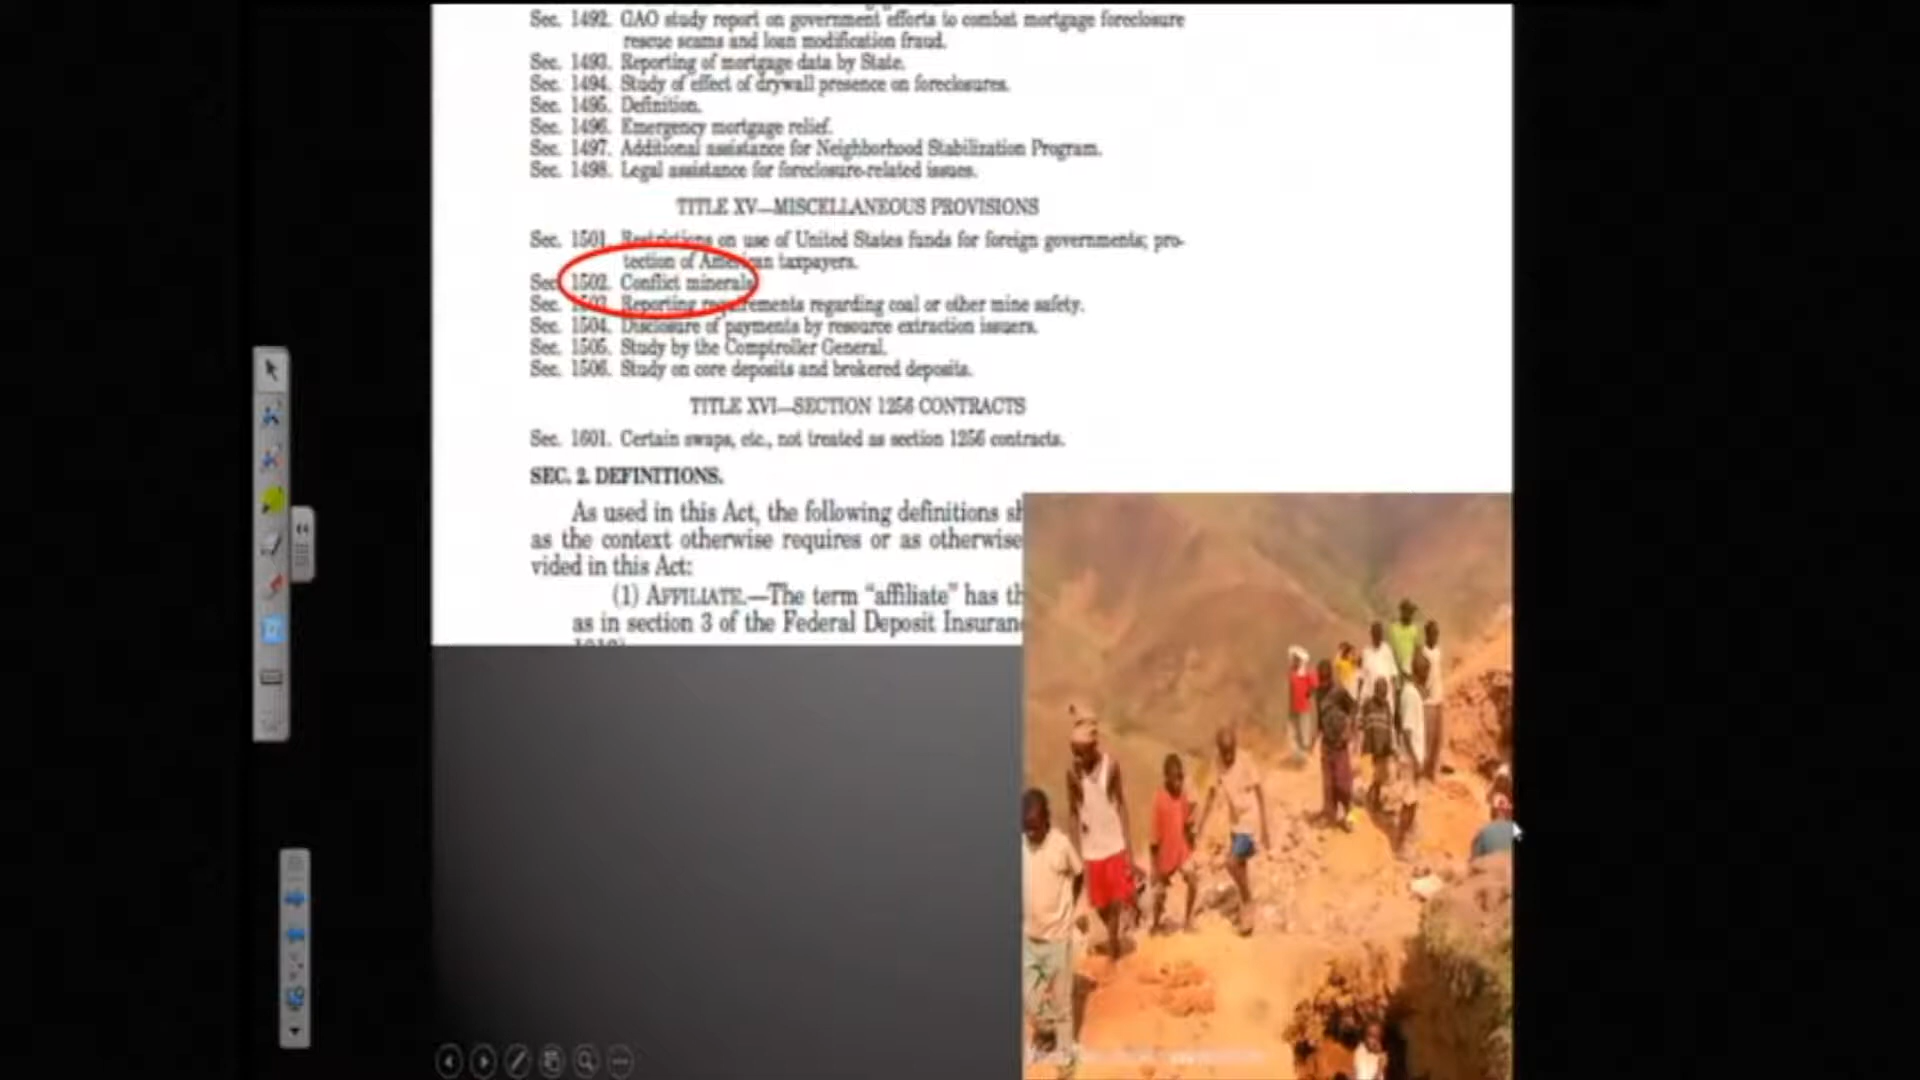 Sec. 1492. GAO study report on government efforts to combat mortgage foreclosure
rescue scams and loan modification fraud.
Sec. 1493. Reporting of mortgage data by State.
Sec. 1494. Study of effect of drywall presence on foreclosures.
Sec. 1495. Definition.
Sec. 1496. Emergency mortgage relief.
Sec. 1497. Additional assistance for Neighborhood Stabilization Program.
Sec. 1498. Legal assistance for foreclosure-related issues.
TITLE XV—MISCELLANEOUS PROVISIONS
Sec. 1501. Restrictions on use of United States funds for foreign governments; pro-
tection of American taxpayers.
Sec. 1502. Conflict minerals
Sec. 1503. Reporting requirements regarding coal or other mine safety.
Sec. 1504. Disclosure of payments by resource extraction issuers.
Sec. 1505. Study by the Comptroller General.
Sec. 1506. Study on core deposits and brokered deposits.
TITLE XVI—SECTION 1256 CONTRACTS
Sec. 1601. Certain swaps, etc., not treated as section 1256 contracts.
SEC. 2. DEFINITIONS.
As used in this Act, the following definitions sh
as the context otherwise requires or as otherwise
vided in this Act:
(1) AFFILIATE.—The term “affiliate” has th
as in section 3 of the Federal Deposit Insuran